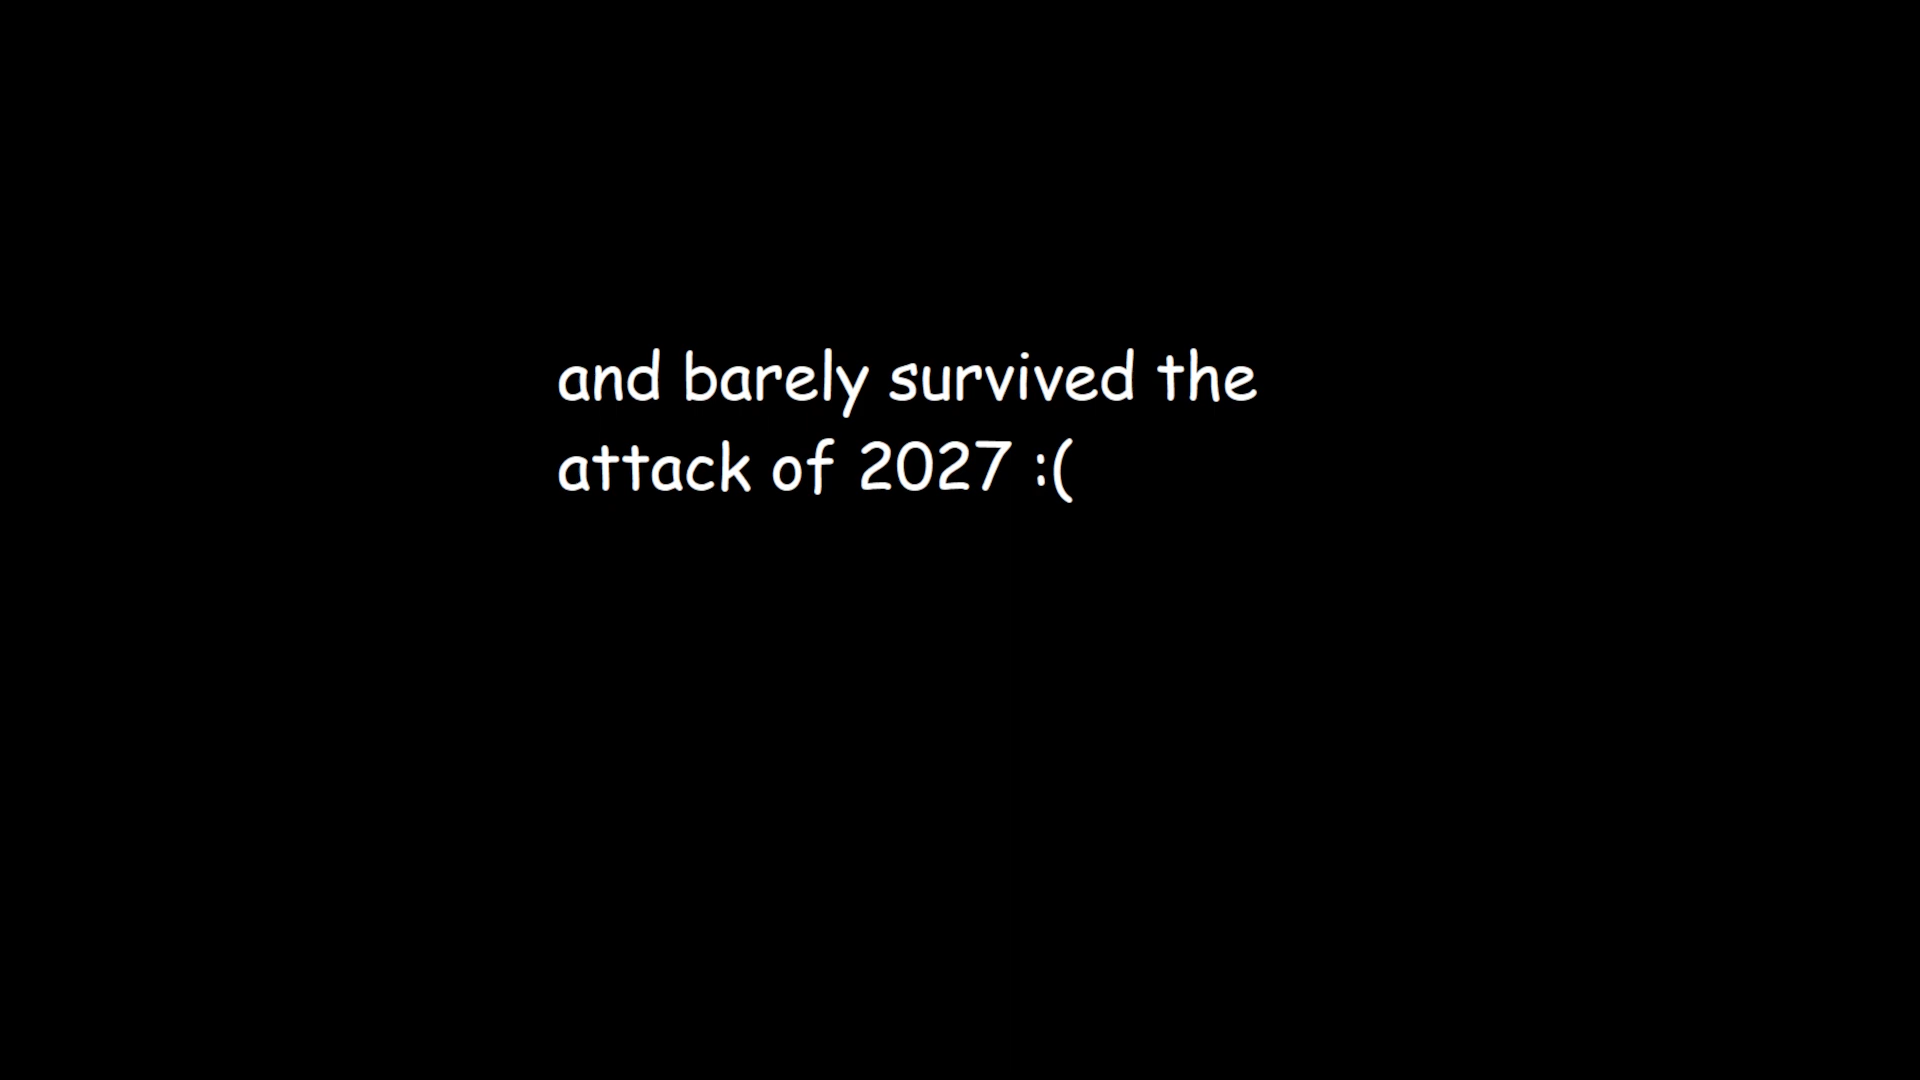 and barely survived the
attack of 2027 :(